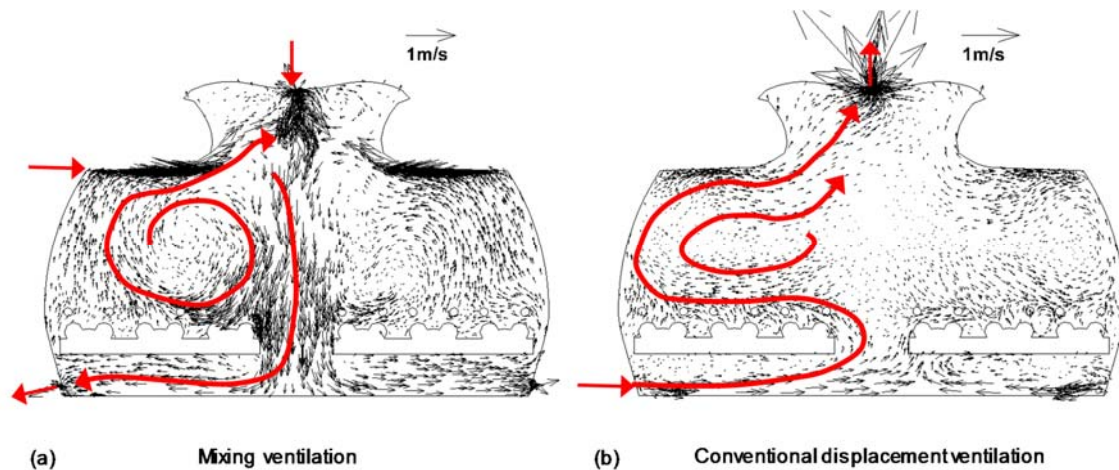 1m/s
1m/s
(a) Mixing ventilation
(b) Conventional displacement ventilation